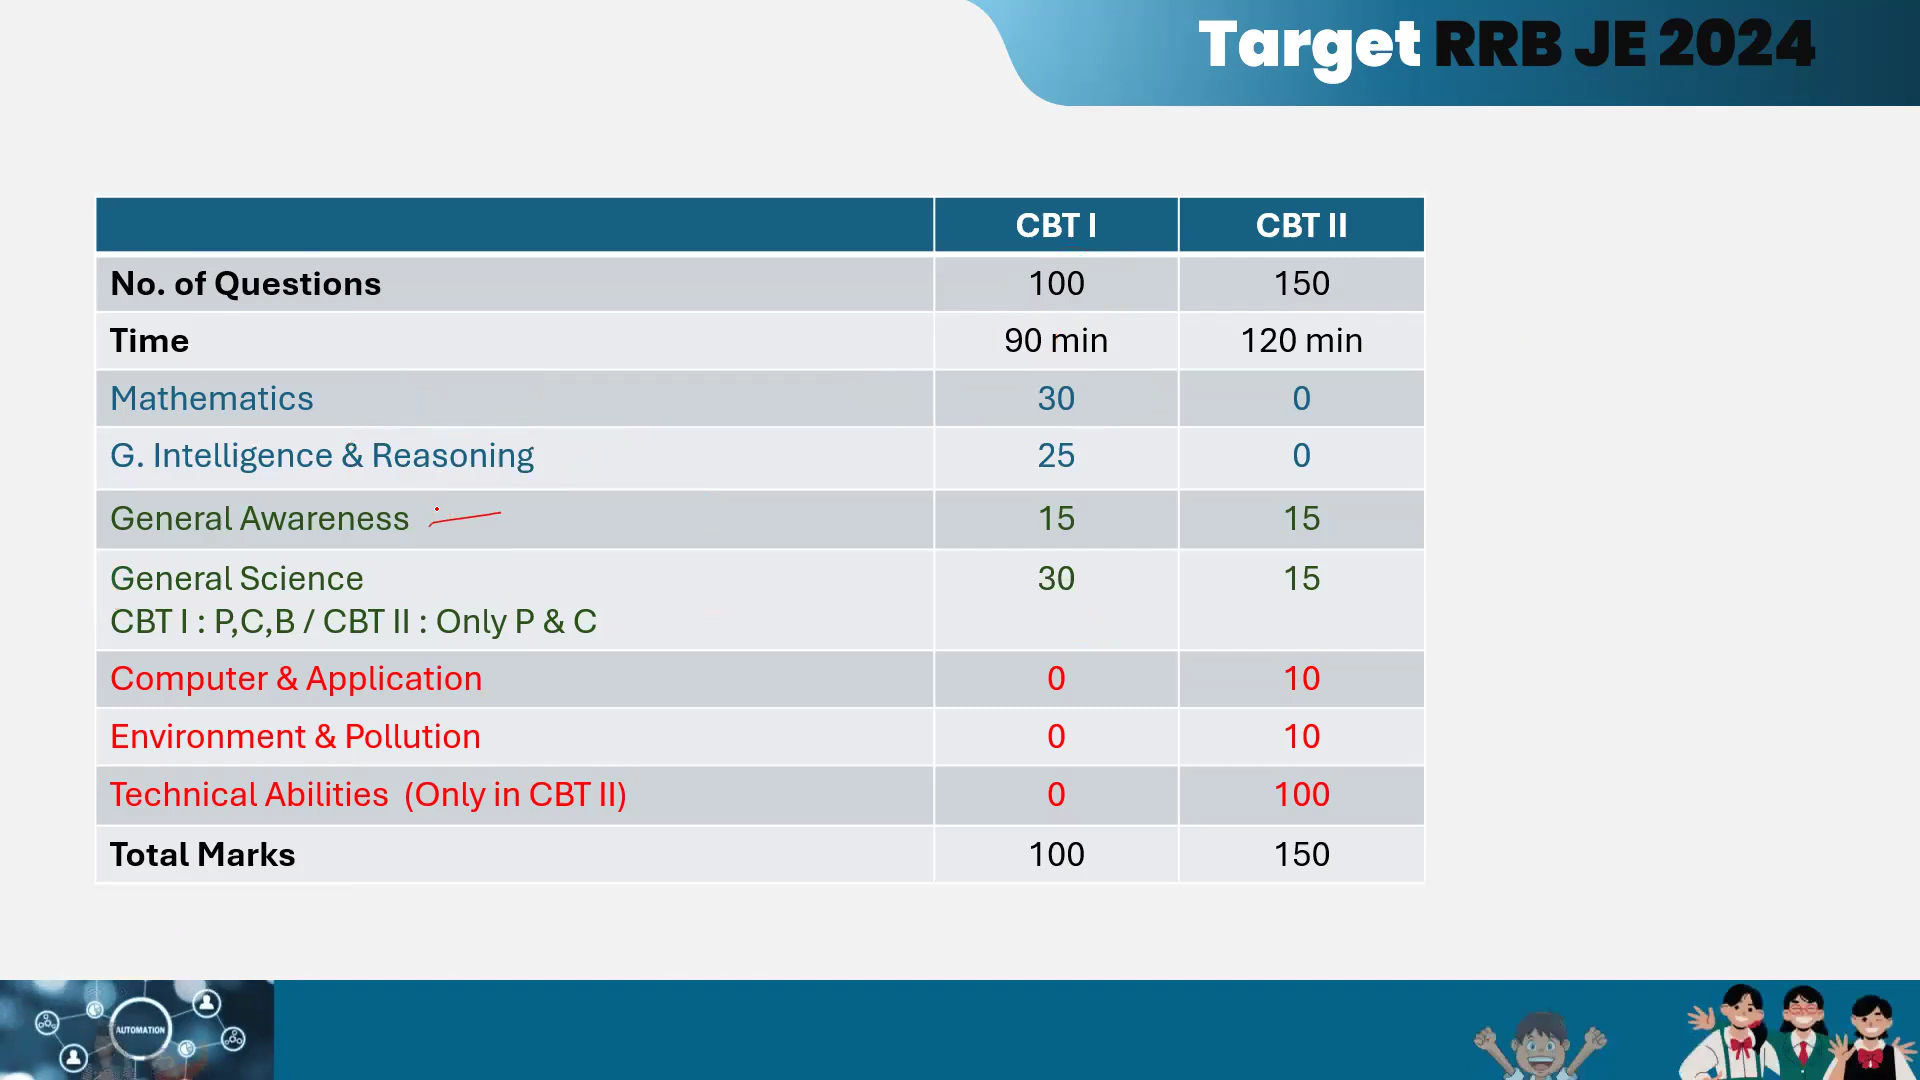 Target RRB JE 2024
CBT I CBT II
No. of Questions 100 150
Time 90 min 120 min
Mathematics 30 0
G. Intelligence & Reasoning 25 0
General Awareness 15 15
General Science 30 15
CBT I : P,C,B / CBT II : Only P & C
Computer & Application 0 10
Environment & Pollution 0 10
Technical Abilities (Only in CBT II) 0 100
Total Marks 100 150
AUTOMATION